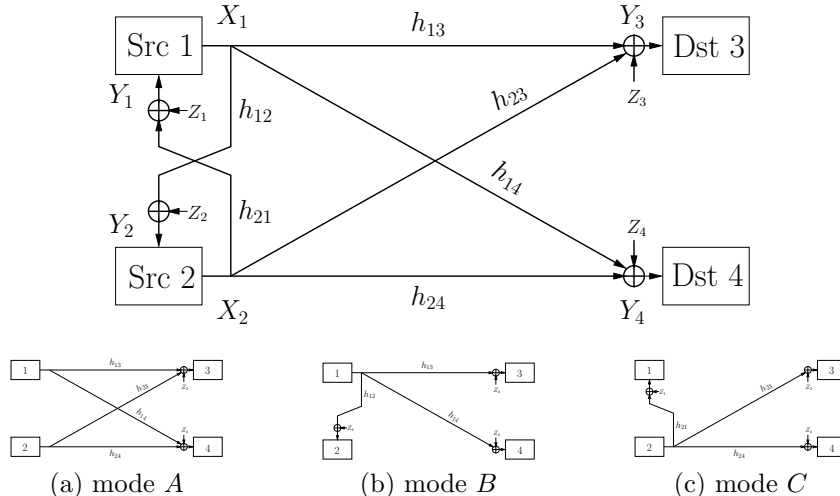 X₁ h₁₃ Y₃
Src 1 Dst 3
Y₁ Z₁ h₁₂ h₂₃ Z₃
Y₂ Z₂ h₂₁ h₁₄ Z₄
Src 2 Dst 4
X₂ h₂₄ Y₄
1 h₁₃ 3
h₂₃ Z₃
h₁₄ Z₄
2 h₂₄ 4
(a) mode A
1 h₁₃ 3
h₁₂ Z₃
Z₂ h₁₄ Z₄
2 4
(b) mode B
1 3
Z₁ h₂₃ Z₃
h₂₁ Z₄
2 h₂₄ 4
(c) mode C